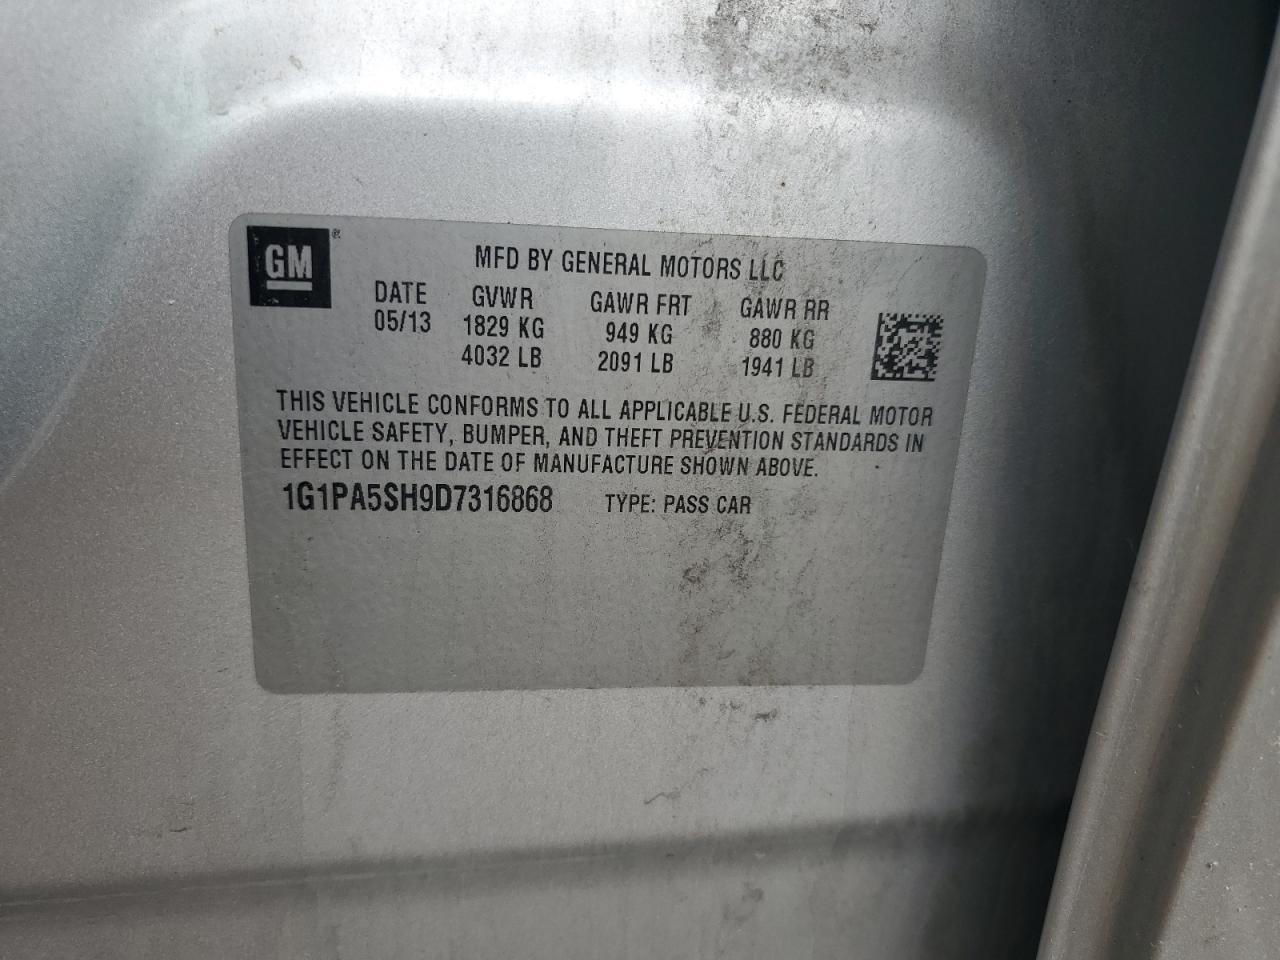 GM ®
MFD BY GENERAL MOTORS LLC
DATE GVWR GAWR FRT GAWR RR
05/13 1829 KG 949 KG 880 KG
4032 LB 2091 LB 1941 LB
THIS VEHICLE CONFORMS TO ALL APPLICABLE U.S. FEDERAL MOTOR
VEHICLE SAFETY, BUMPER, AND THEFT PREVENTION STANDARDS IN
EFFECT ON THE DATE OF MANUFACTURE SHOWN ABOVE.
1G1PA5SH9D7316868 TYPE: PASS CAR